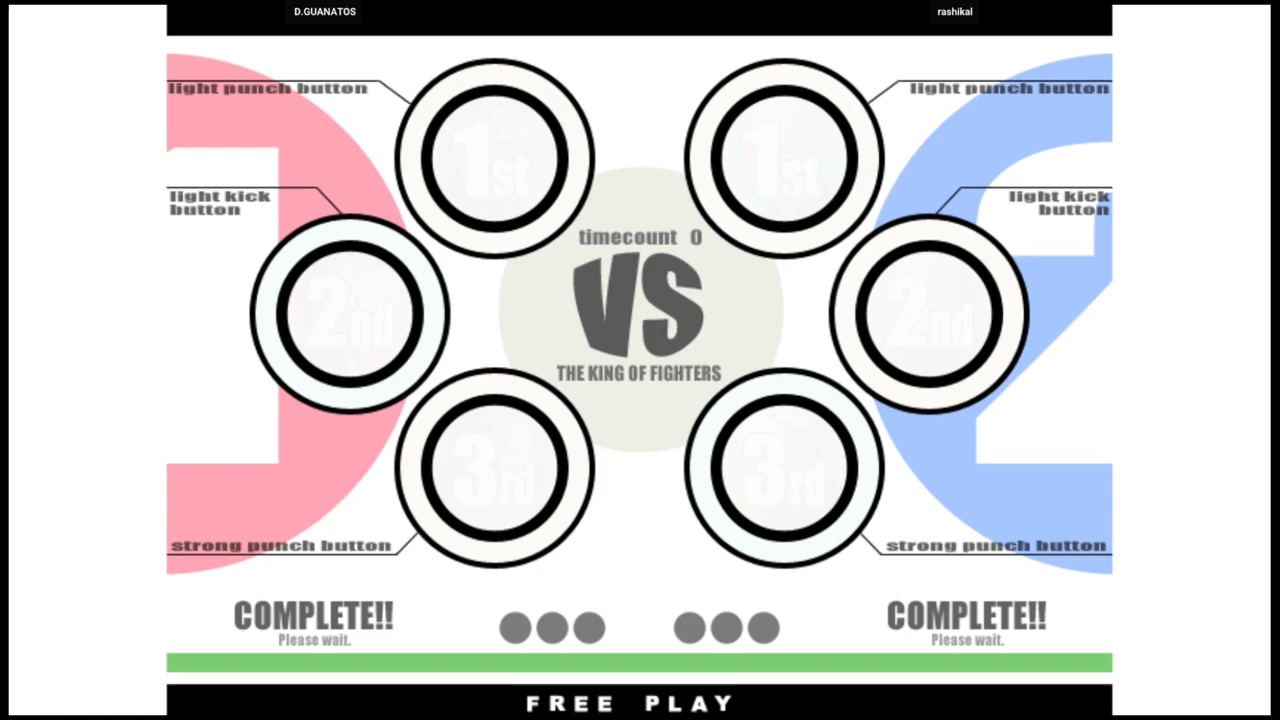 D.GUANATOS
rashikal
light punch button
light punch button
1st
1st
light kick
button
light kick
button
timecount 0
VS
THE KING OF FIGHTERS
2nd
2nd
3rd
3rd
strong punch button
strong punch button
COMPLETE!!
Please wait.
COMPLETE!!
Please wait.
FREE PLAY